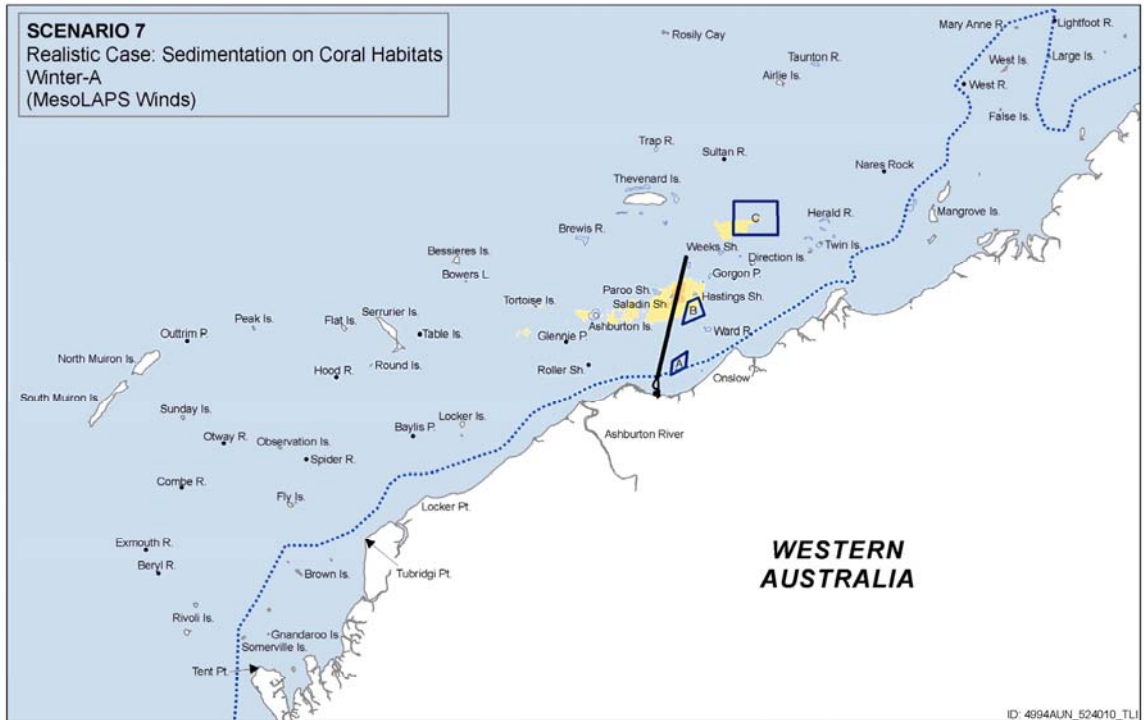 SCENARIO 7
Realistic Case: Sedimentation on Coral Habitats
Winter-A
(MesoLAPS Winds)
Rosily Cay
Mary Anne R.
Lightfoot R.
Taunton R.
West Is.
Large Is.
Airlie Is.
West R.
False Is.
Trap R.
Sultan R.
Nares Rock
Thevenard Is.
Mangrove Is.
C
Herald R.
Brewis R.
Weeks Sh.
Twin Is.
Bessieres Is.
Direction Is.
Bowers L.
Gorgon P.
Paroo Sh.
Hastings Sh.
Tortoise Is.
Saladin Sh.
Serrurier Is.
B
Peak Is.
Flat Is.
Ashburton Is.
Outtrim P.
Table Is.
Glennie P.
Ward R.
North Muiron Is.
Round Is.
Roller Sh.
A
Hood R.
Onslow
South Muiron Is.
Sunday Is.
Locker Is.
Baylis P.
Ashburton River
Otway R.
Observation Is.
Spider R.
Combe R.
Fly Is.
Locker Pt.
Exmouth R.
WESTERN
AUSTRALIA
Beryl R.
Brown Is.
Tubridgi Pt.
Rivoli Is.
Gnandaroo Is.
Somerville Is.
Tent Pt.
ID: 4994AUN_524010_TLI